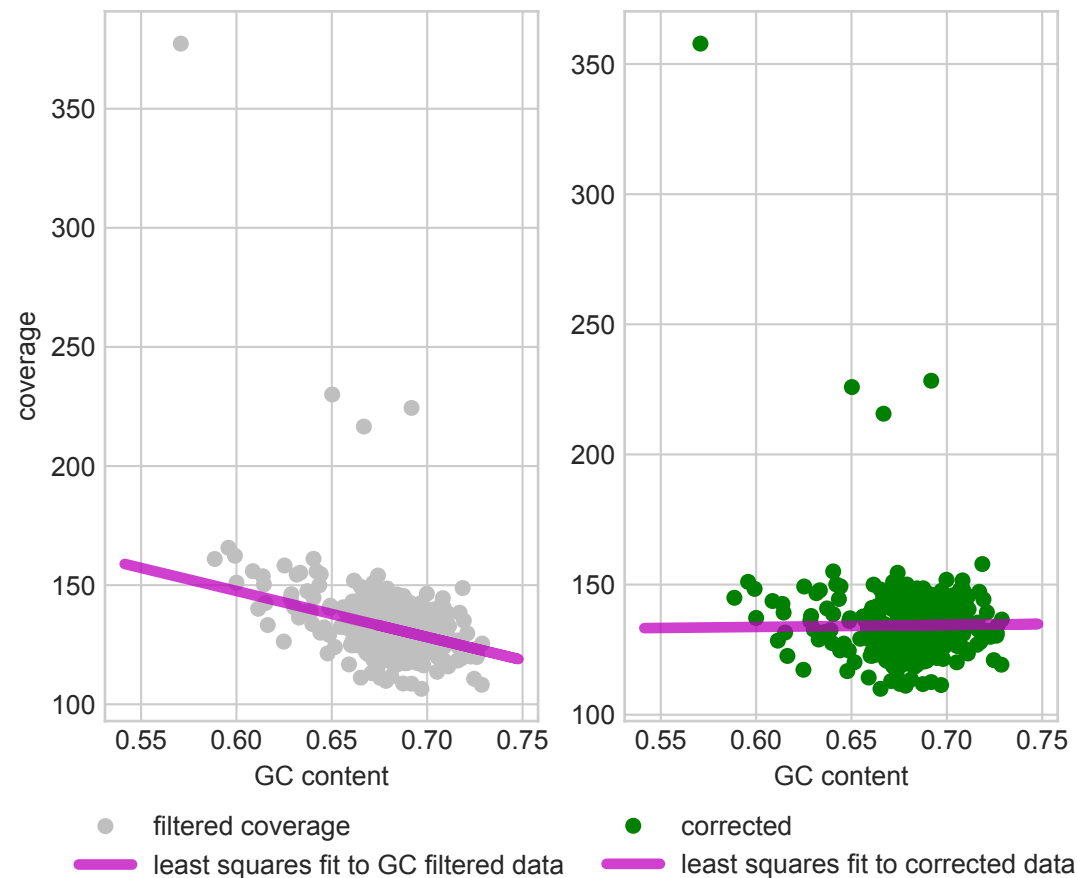 350
300
250
200
150
100
coverage
0.55 0.60 0.65 0.70 0.75
GC content
filtered coverage
least squares fit to GC filtered data
350
300
250
200
150
100
0.55 0.60 0.65 0.70 0.75
GC content
corrected
least squares fit to corrected data